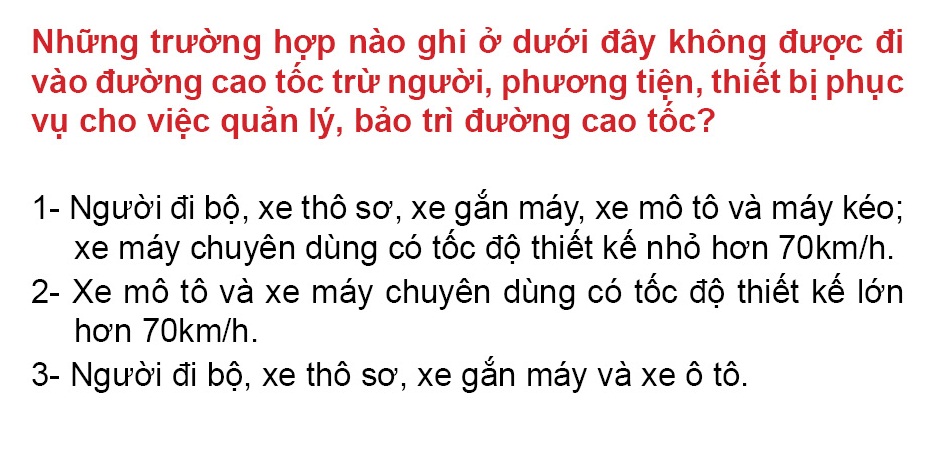 Những trường hợp nào ghi ở dưới đây không được đi
vào đường cao tốc trừ người, phương tiện, thiết bị phục
vụ cho việc quản lý, bảo trì đường cao tốc?
1- Người đi bộ, xe thô sơ, xe gắn máy, xe mô tô và máy kéo;
xe máy chuyên dùng có tốc độ thiết kế nhỏ hơn 70km/h.
2- Xe mô tô và xe máy chuyên dùng có tốc độ thiết kế lớn
hơn 70km/h.
3- Người đi bộ, xe thô sơ, xe gắn máy và xe ô tô.